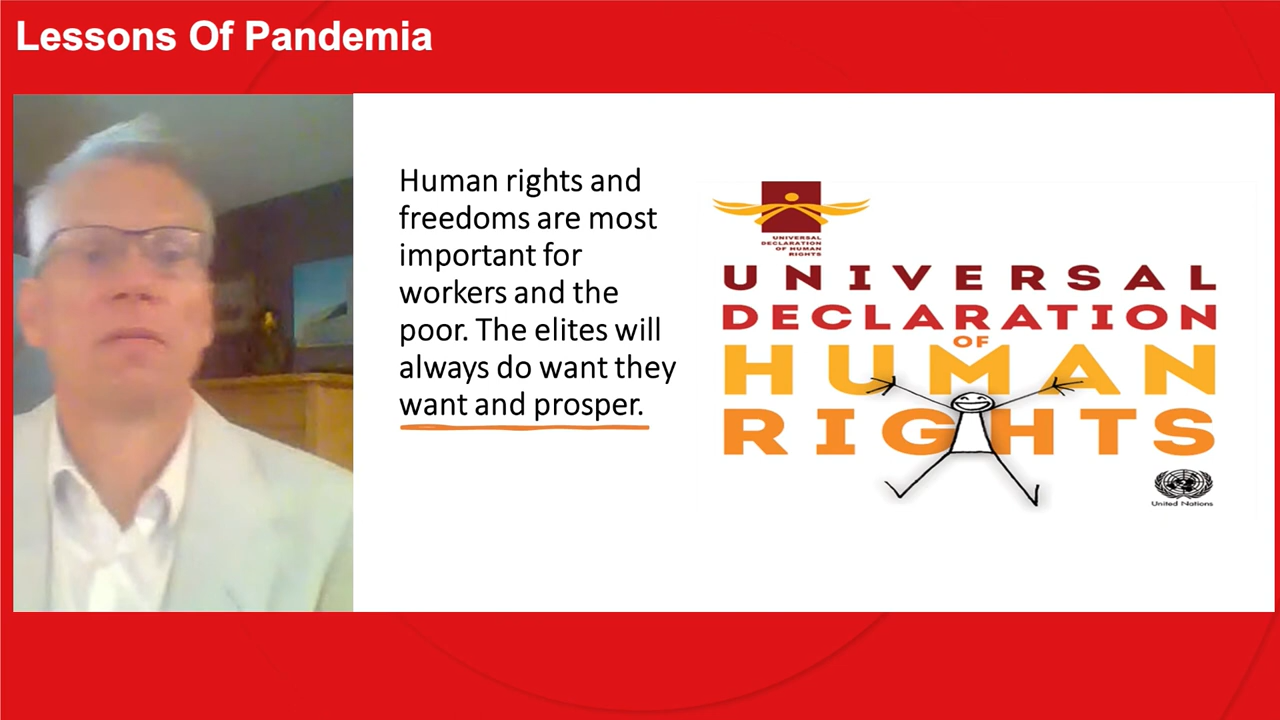 Lessons Of Pandemia
Human rights and
freedoms are most
important for
workers and the
poor. The elites will
always do want they
want and prosper.
UNIVERSAL
DECLARATION
OF HUMAN
RIGHTS
UNIVERSAL
DECLARATION
OF
HUMAN
RIGHTS
United Nations